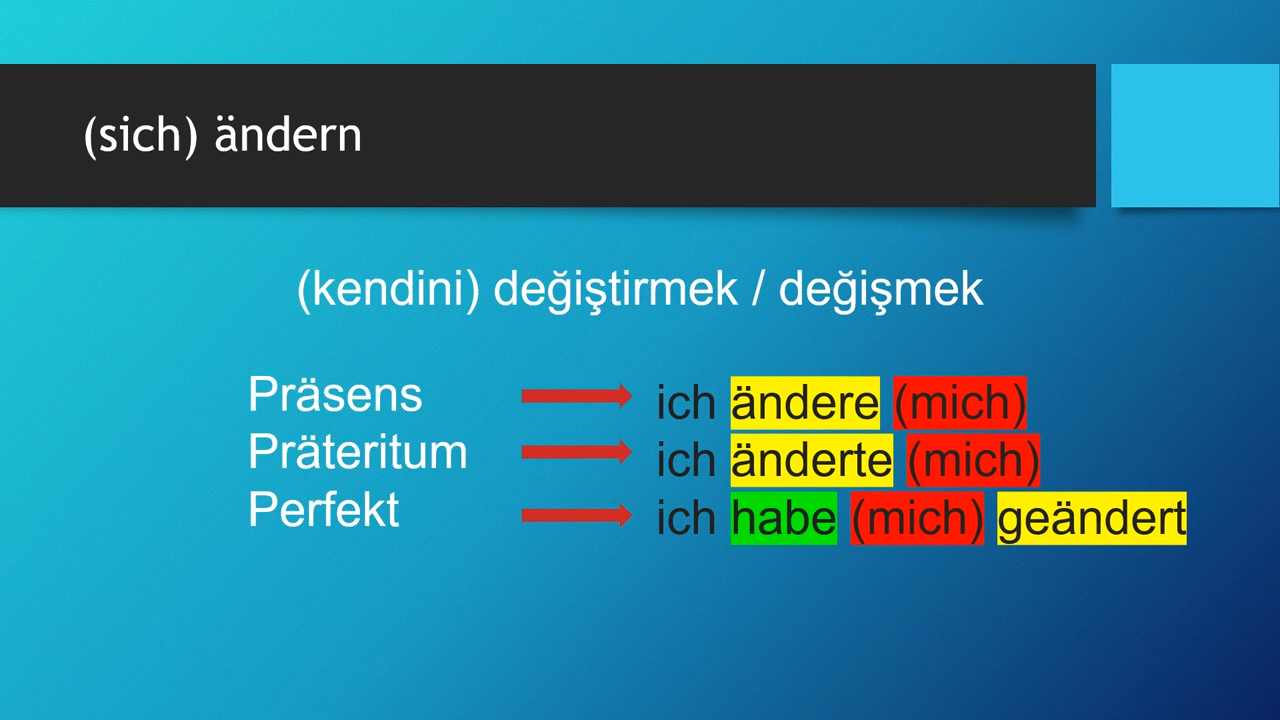 (sich) ändern
(kendini) değiştirmek / değişmek
Präsens ich ändere (mich)
Präteritum ich änderte (mich)
Perfekt ich habe (mich) geändert